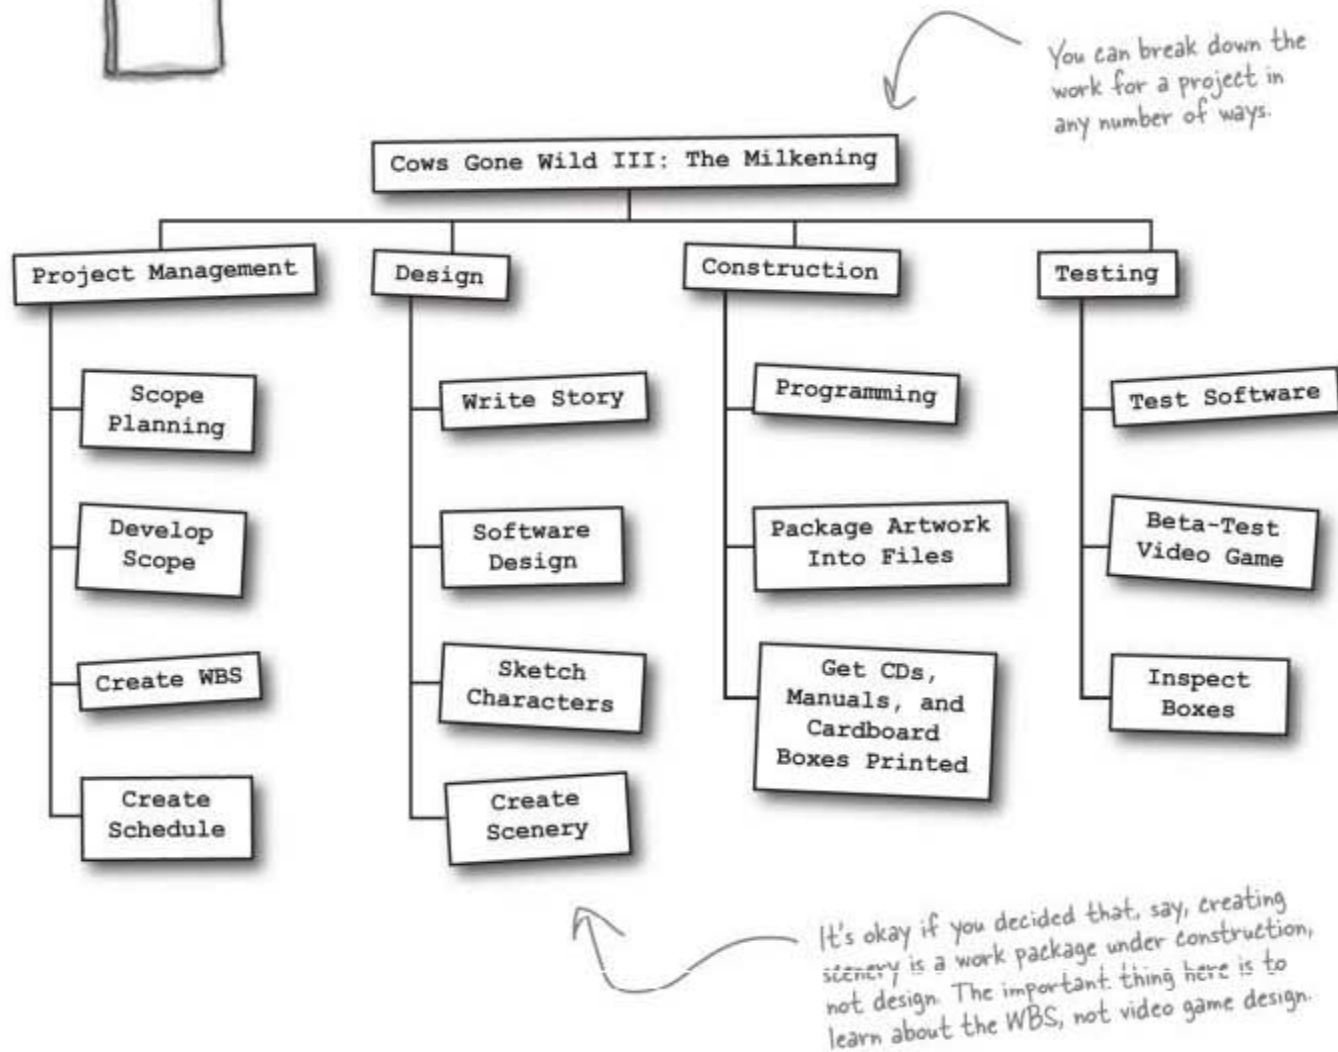 You can break down the
work for a project in
any number of ways.
Cows Gone Wild III: The Milkening
Project Management
Scope
Planning
Develop
Scope
Create WBS
Create
Schedule
Design
Write Story
Software
Design
Sketch
Characters
Create
Scenery
Construction
Programming
Package Artwork
Into Files
Get CDs,
Manuals, and
Cardboard
Boxes Printed
Testing
Test Software
Beta-Test
Video Game
Inspect
Boxes
It's okay if you decided that, say, creating
scenery is a work package under construction,
not design. The important thing here is to
learn about the WBS, not video game design.